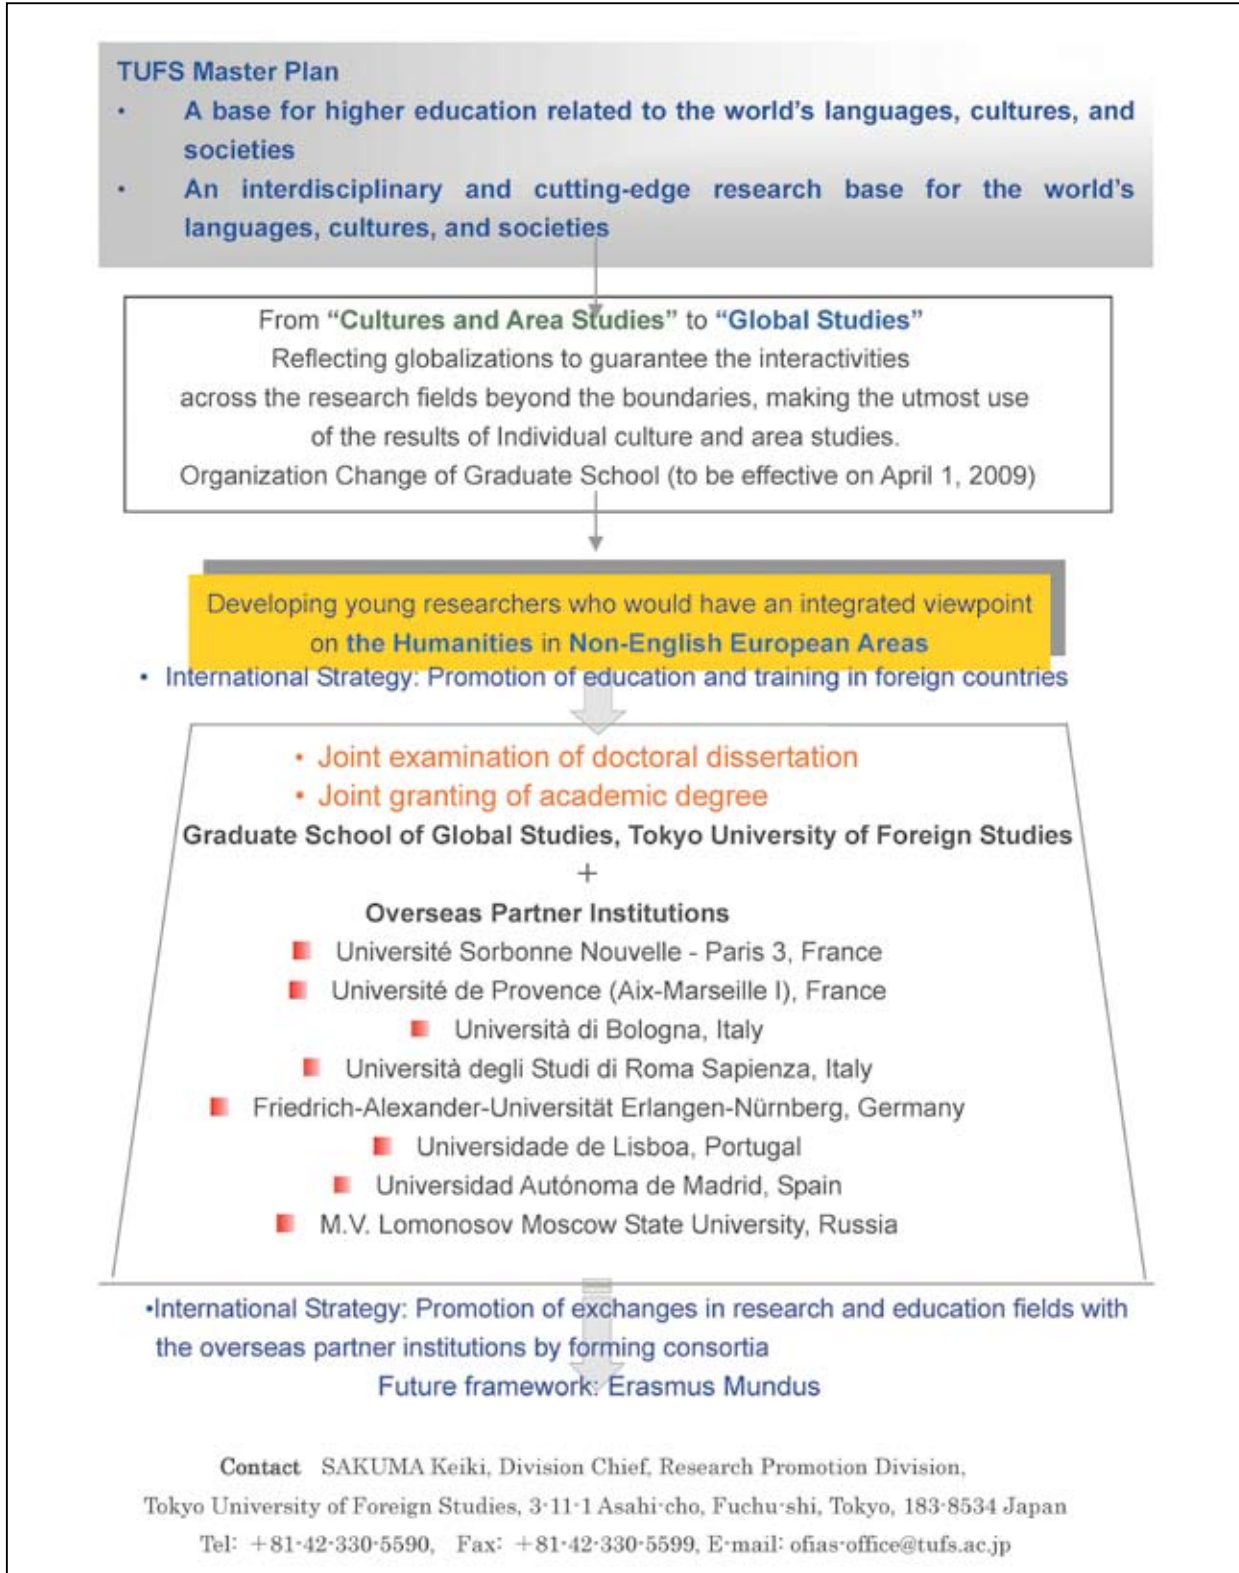 TUFS Master Plan
• A base for higher education related to the world's languages, cultures, and
societies
• An interdisciplinary and cutting-edge research base for the world's
languages, cultures, and societies
From “Cultures and Area Studies” to “Global Studies”
Reflecting globalizations to guarantee the interactivities
across the research fields beyond the boundaries, making the utmost use
of the results of Individual culture and area studies.
Organization Change of Graduate School (to be effective on April 1, 2009)
Developing young researchers who would have an integrated viewpoint
on the Humanities in Non-English European Areas
• International Strategy: Promotion of education and training in foreign countries
• Joint examination of doctoral dissertation
• Joint granting of academic degree
Graduate School of Global Studies, Tokyo University of Foreign Studies
+
Overseas Partner Institutions
Université Sorbonne Nouvelle - Paris 3, France
Université de Provence (Aix-Marseille I), France
Università di Bologna, Italy
Università degli Studi di Roma Sapienza, Italy
Friedrich-Alexander-Universität Erlangen-Nürnberg, Germany
Universidade de Lisboa, Portugal
Universidad Autónoma de Madrid, Spain
M.V. Lomonosov Moscow State University, Russia
•International Strategy: Promotion of exchanges in research and education fields with
the overseas partner institutions by forming consortia
Future framework: Erasmus Mundus
Contact SAKUMA Keiki, Division Chief, Research Promotion Division,
Tokyo University of Foreign Studies, 3-11-1 Asahi-cho, Fuchu-shi, Tokyo, 183-8534 Japan
Tel: +81-42-330-5590, Fax: +81-42-330-5599, E-mail: ofias-office@tufs.ac.jp